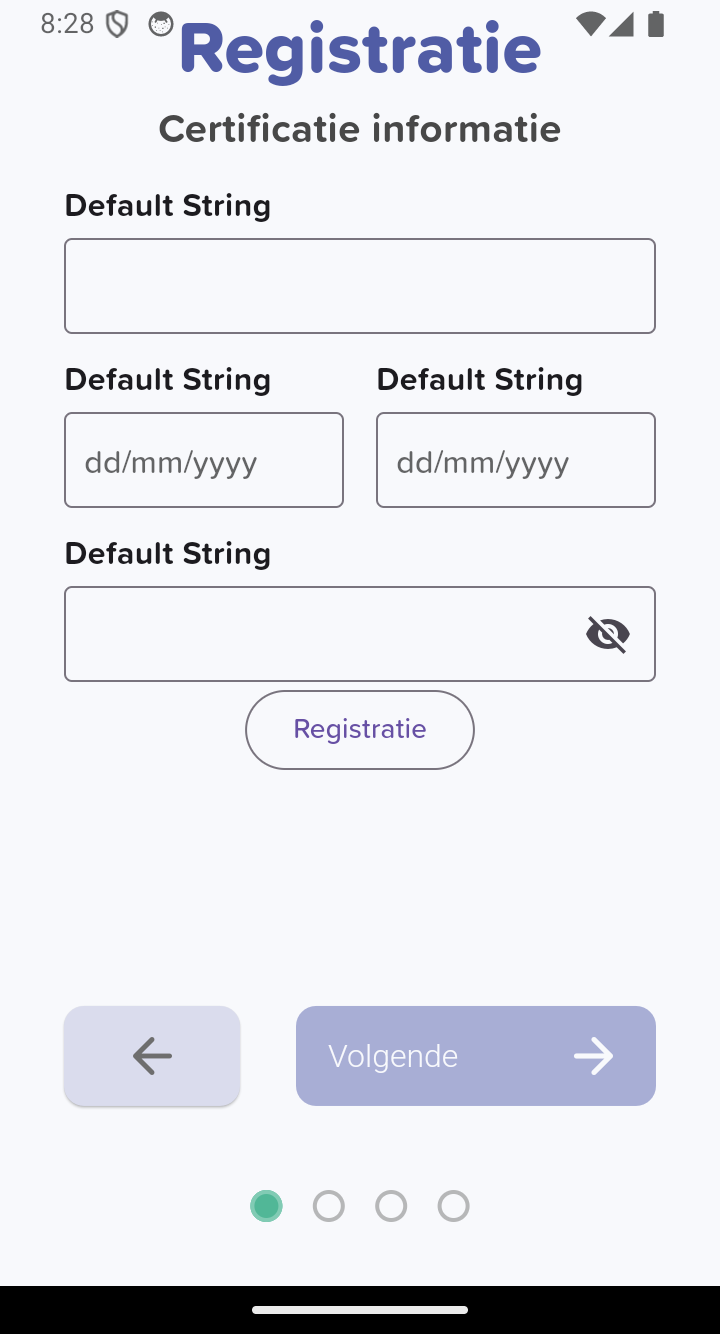 8:28
Registratie
Certificatie informatie
Default String
Default String Default String
dd/mm/yyyy dd/mm/yyyy
Default String
Registratie
Volgende